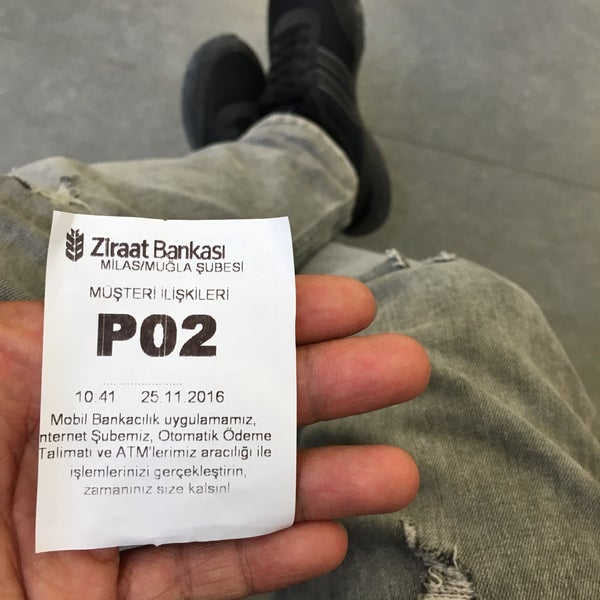 Ziraat Bankası
MİLAS/MUĞLA ŞUBESİ
MÜŞTERİ İLİŞKİLERİ
P02
10:41 25.11.2016
Mobil Bankacılık uygulamamız,
nternet Şubemiz, Otomatik Ödeme
Talimatı ve ATM'lerimiz aracılığı ile
işlemlerinizi gerçekleştirin,
zamanınız size kalsın!